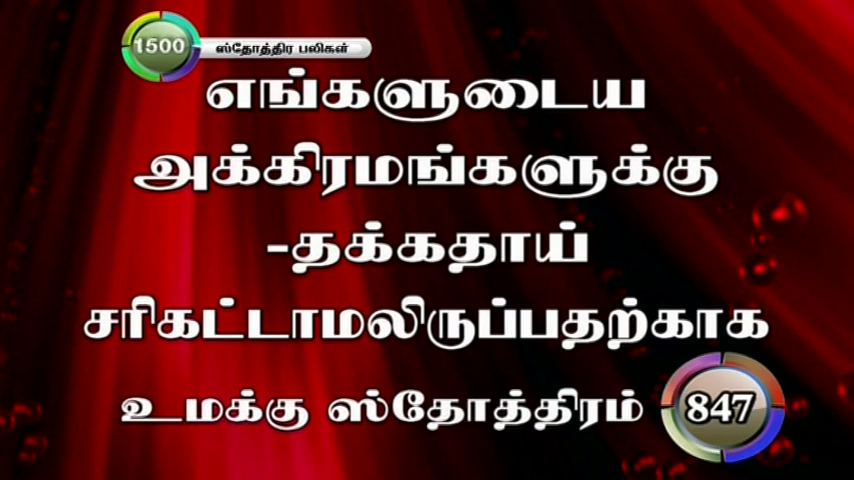 1500 ஸ்தோத்திர பலிகள்
எங்களுடைய
அக்கிரமங்களுக்கு
-தக்கதாய்
சரிகட்டாமலிருப்பதற்காக
உமக்கு ஸ்தோத்திரம் 847